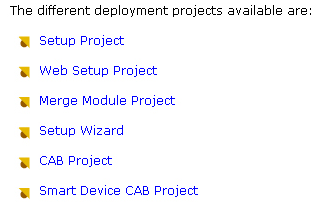 The different deployment projects available are:
Setup Project
Web Setup Project
Merge Module Project
Setup Wizard
CAB Project
Smart Device CAB Project